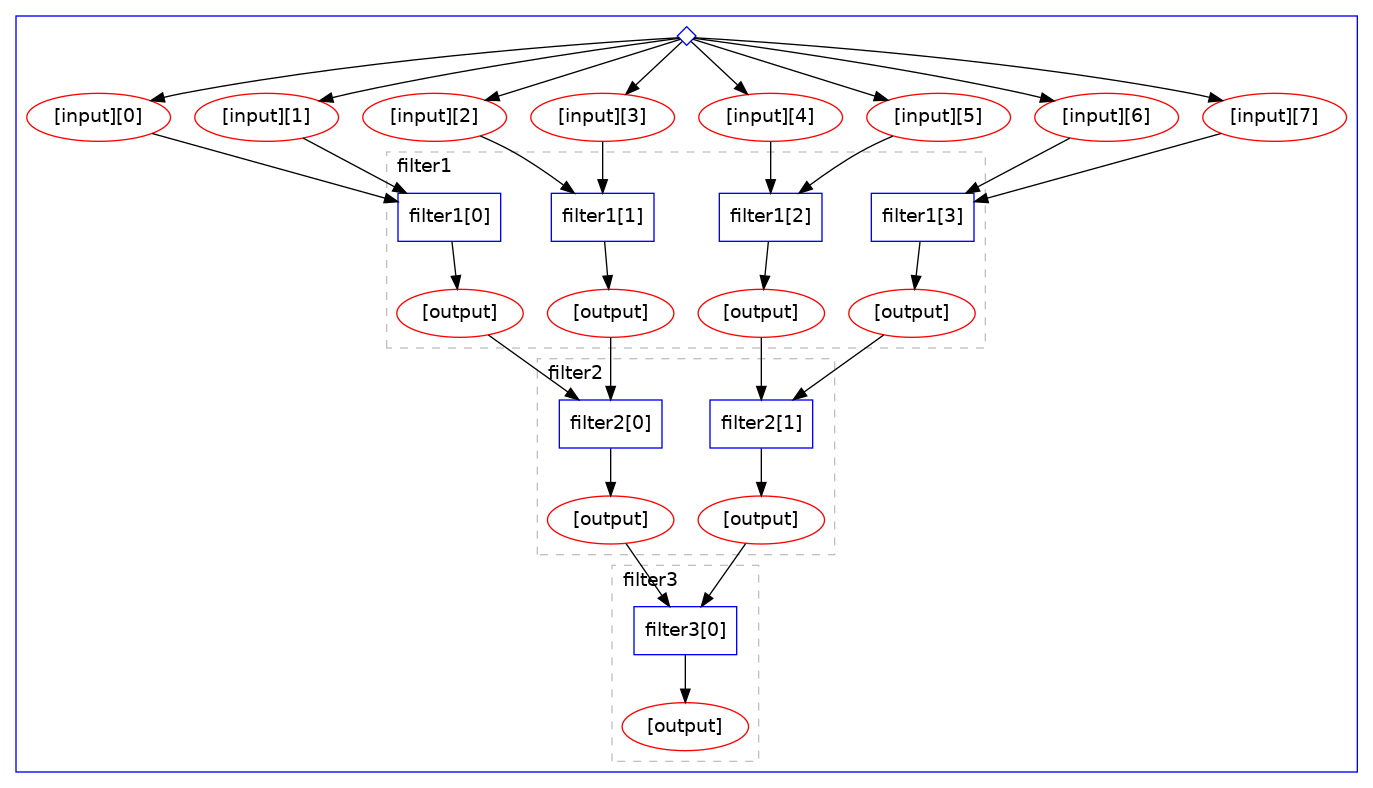 [input][0]
[input][1]
[input][2]
[input][3]
[input][4]
[input][5]
[input][6]
[input][7]
filter1
filter1[0]
filter1[1]
filter1[2]
filter1[3]
[output]
[output]
[output]
[output]
filter2
filter2[0]
filter2[1]
[output]
[output]
filter3
filter3[0]
[output]